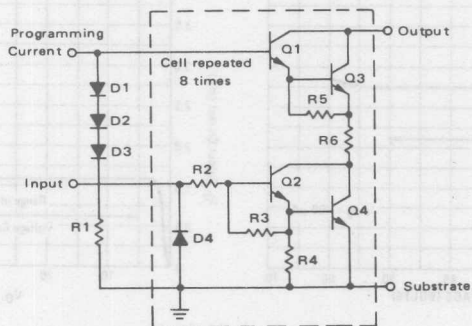 Programming
Current
Output
Q1
Cell repeated
8 times
Q3
D1
D2
D3
R5
R6
Input
R2
Q2
R1
R3
Q4
D4
R4
Substrate